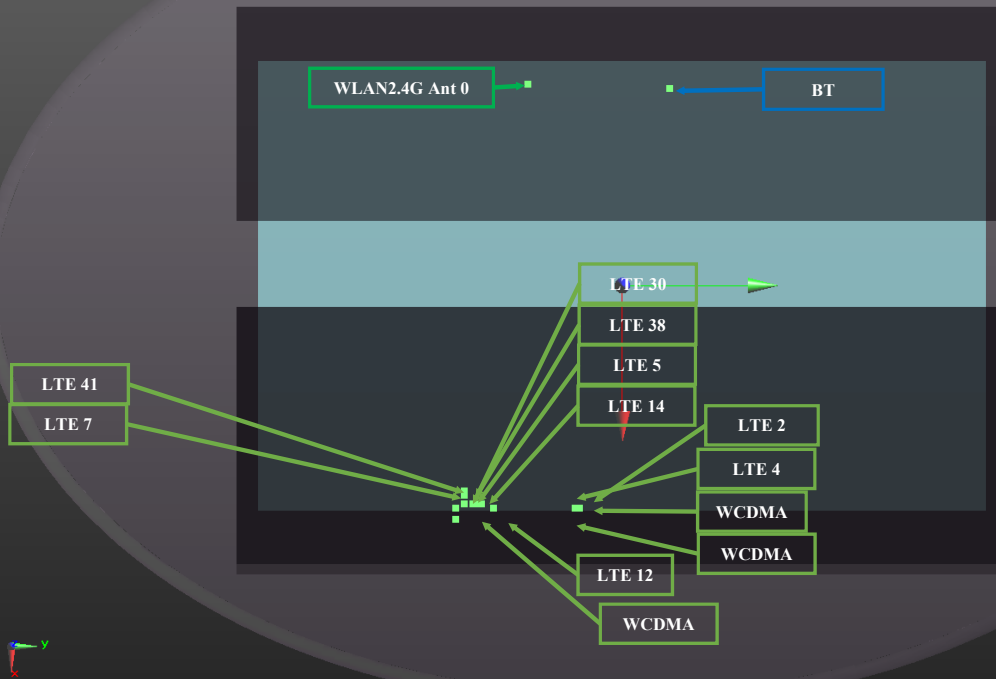 WLAN2.4G Ant 0
BT
LTE 30
LTE 38
LTE 5
LTE 14
LTE 41
LTE 7
LTE 2
LTE 4
WCDMA
WCDMA
LTE 12
WCDMA
y
x